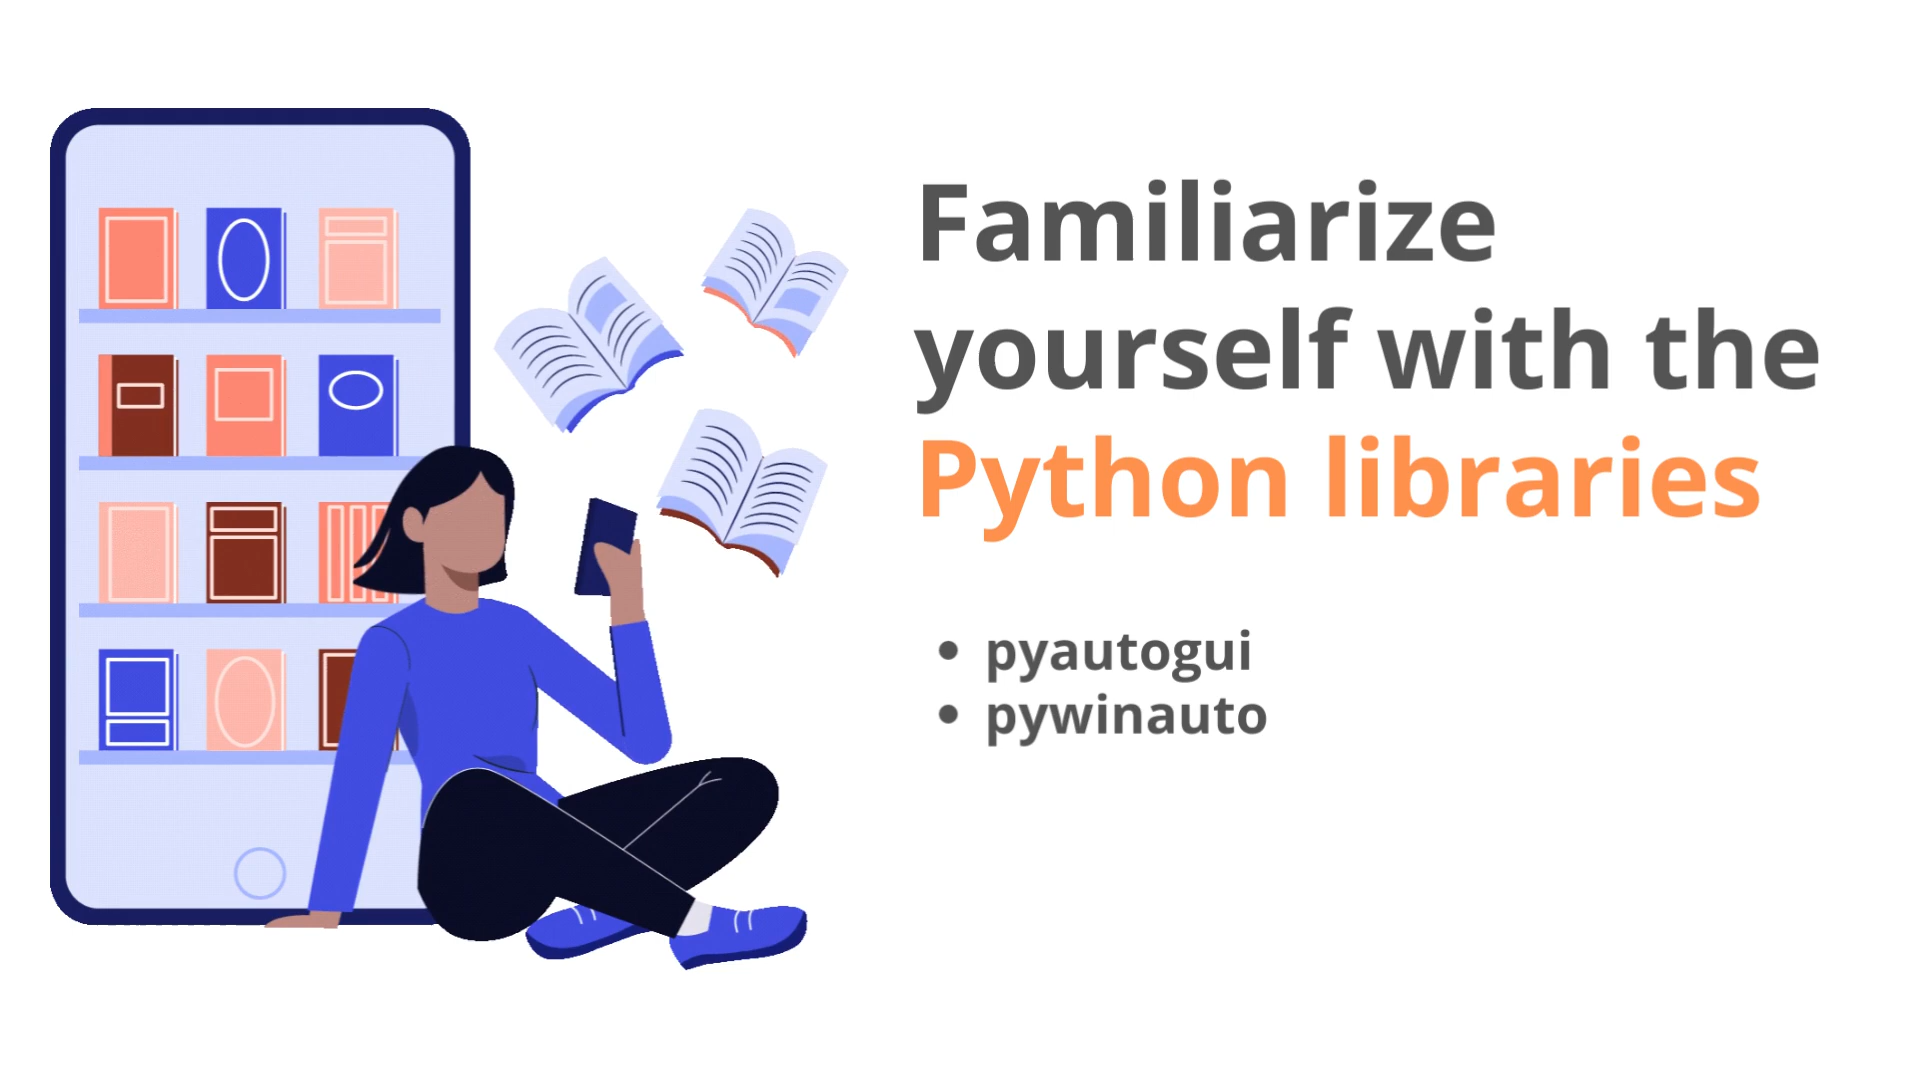 Familiarize
yourself with the
Python libraries
• pyautogui
• pywinauto